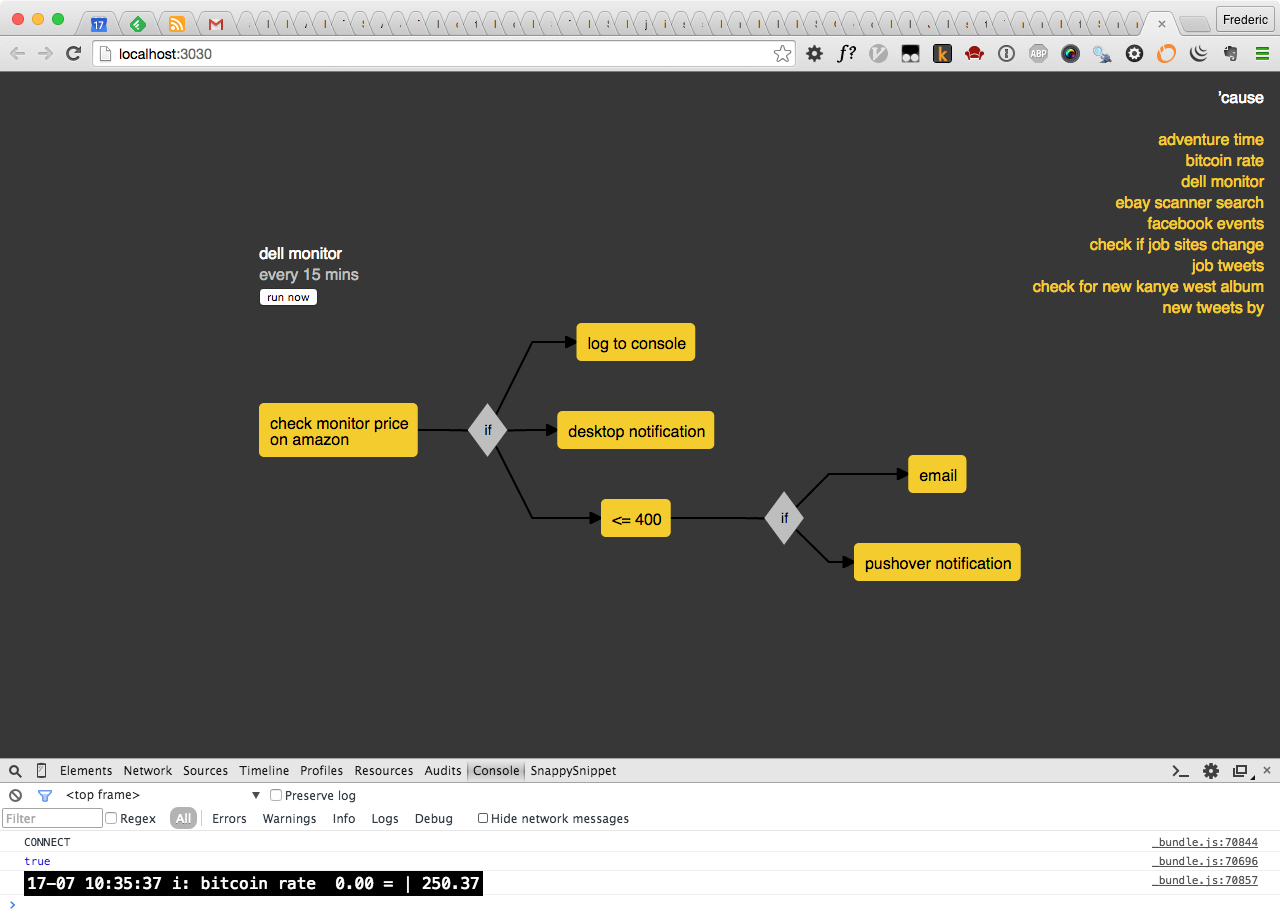 17
Frederic
localhost:3030
f?
k
ABP
'cause
adventure time
bitcoin rate
dell monitor
ebay scanner search
facebook events
check if job sites change
job tweets
check for new kanye west album
new tweets by
dell monitor
every 15 mins
run now
log to console
check monitor price
on amazon
if
desktop notification
email
<= 400
if
pushover notification
Elements Network Sources Timeline Profiles Resources Audits Console SnappySnippet
<top frame> Preserve log
Filter Regex All Errors Warnings Info Logs Debug Hide network messages
CONNECT _bundle.js:70844
true _bundle.js:70696
17-07 10:35:37 i: bitcoin rate 0.00 = | 250.37 _bundle.js:70857